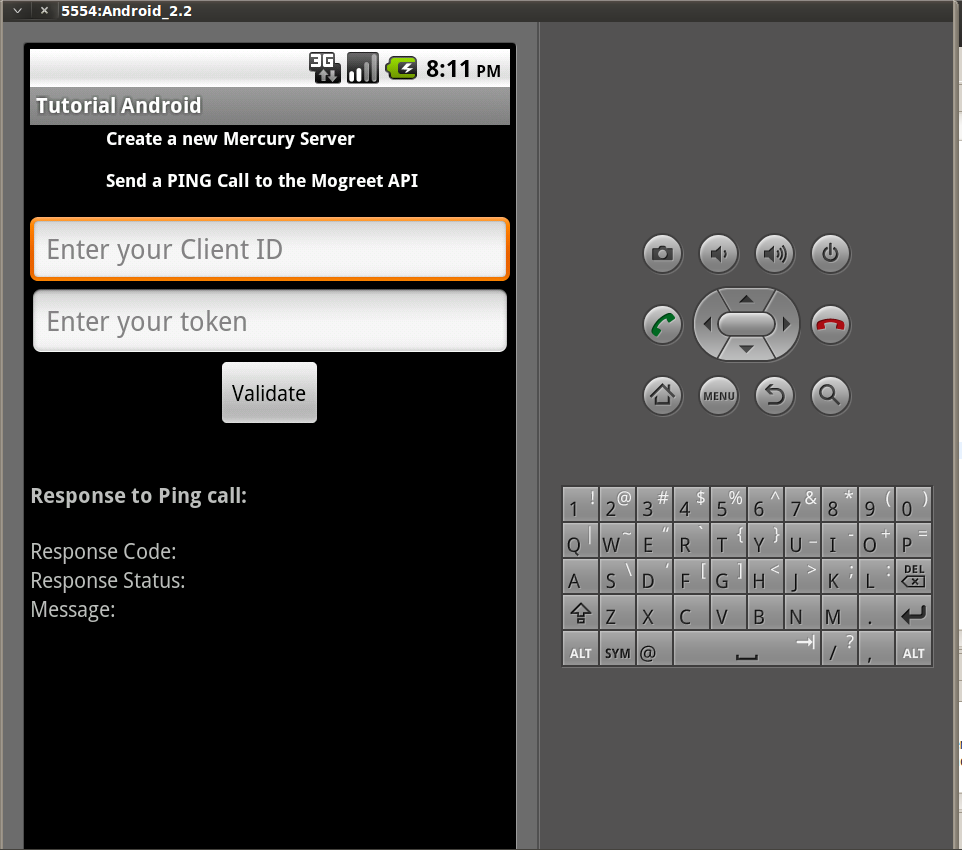 5554:Android_2.2
3G 8:11 PM
Tutorial Android
Create a new Mercury Server
Send a PING Call to the Mogreet API
Enter your Client ID
Enter your token
Validate
Response to Ping call:
Response Code:
Response Status:
Message:
MENU
1 ! 2 @ 3 # 4 $ 5 % 6 ^ 7 & 8 * 9 ( 0 )
Q | W ~ E “ R ` T { Y } U _ I - O + P =
A S \ D ‘ F [ G ] H < J > K ; L : DEL
Z X C V B N M .
ALT SYM @ / ? , ALT